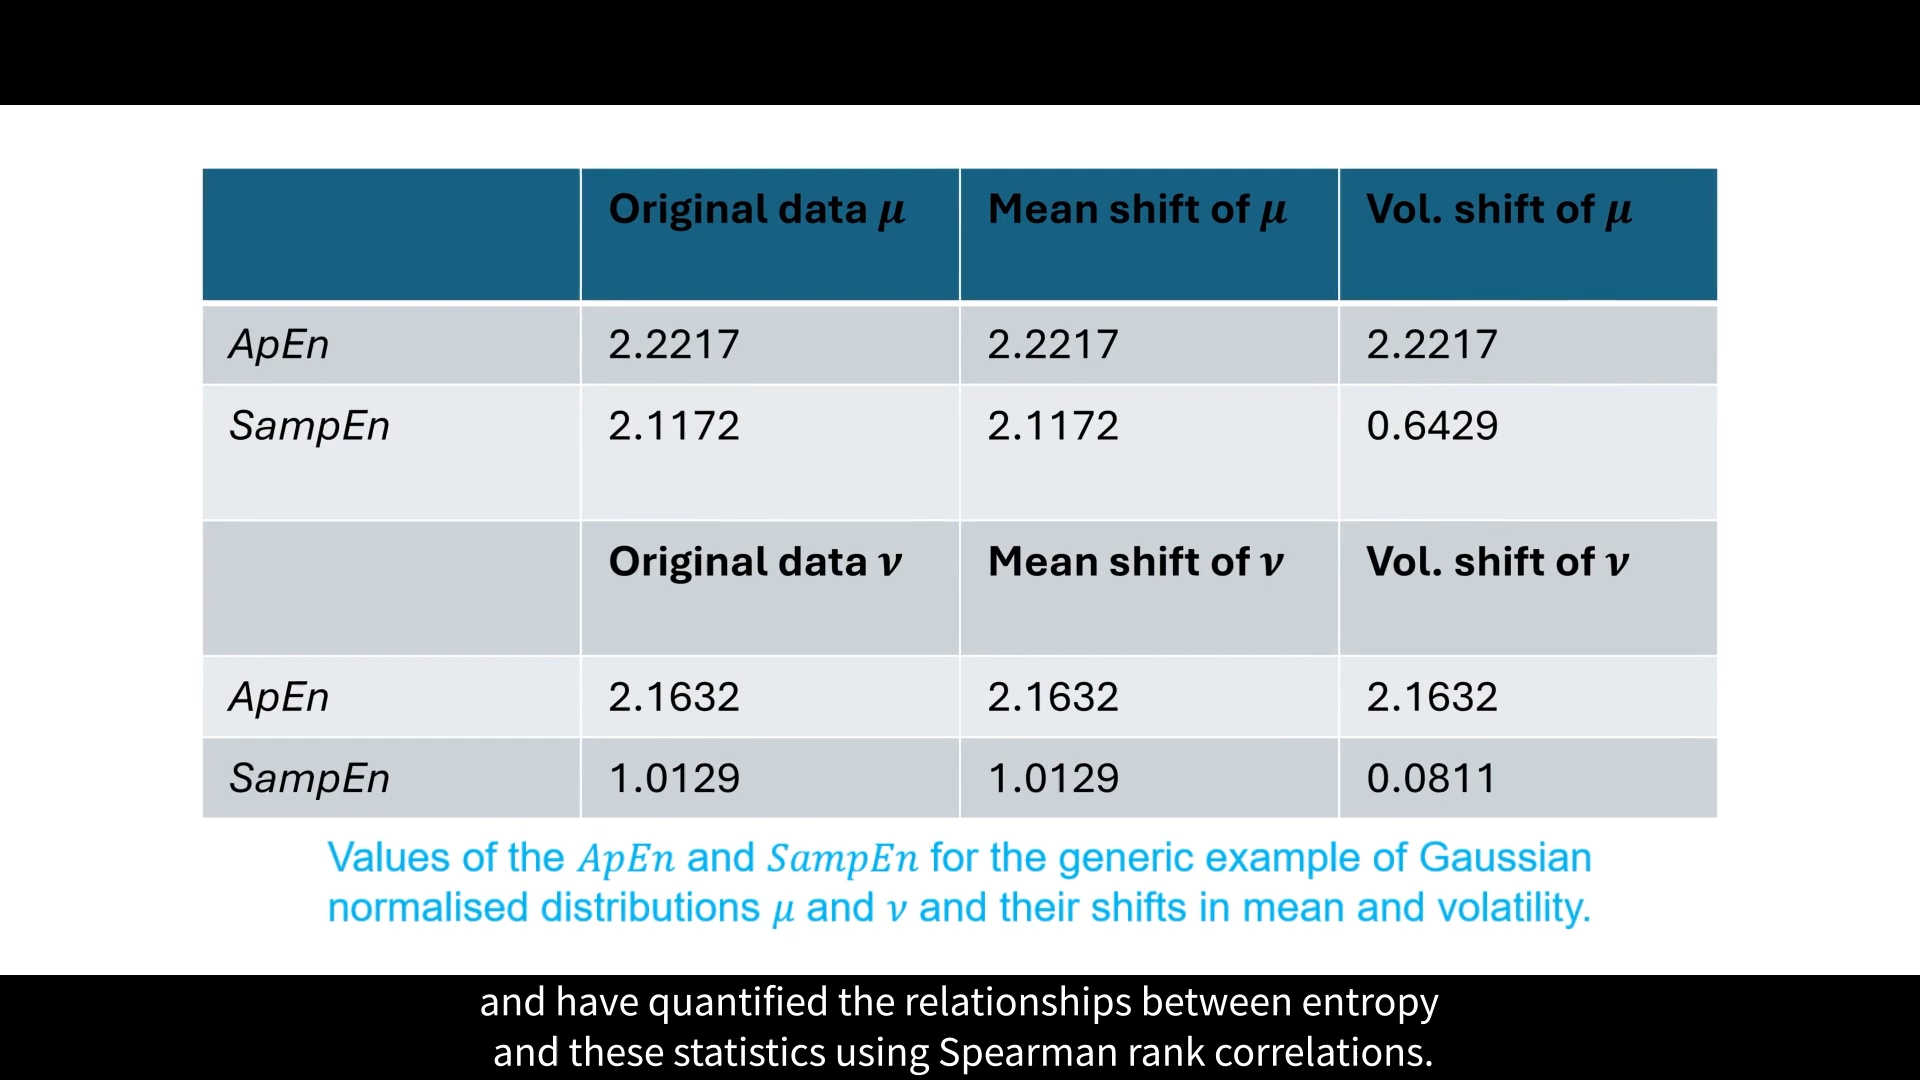 Original data μ Mean shift of μ Vol. shift of μ
ApEn 2.2217 2.2217 2.2217
SampEn 2.1172 2.1172 0.6429
Original data ν Mean shift of ν Vol. shift of ν
ApEn 2.1632 2.1632 2.1632
SampEn 1.0129 1.0129 0.0811
Values of the ApEn and SampEn for the generic example of Gaussian
normalised distributions μ and ν and their shifts in mean and volatility.
and have quantified the relationships between entropy
and these statistics using Spearman rank correlations.